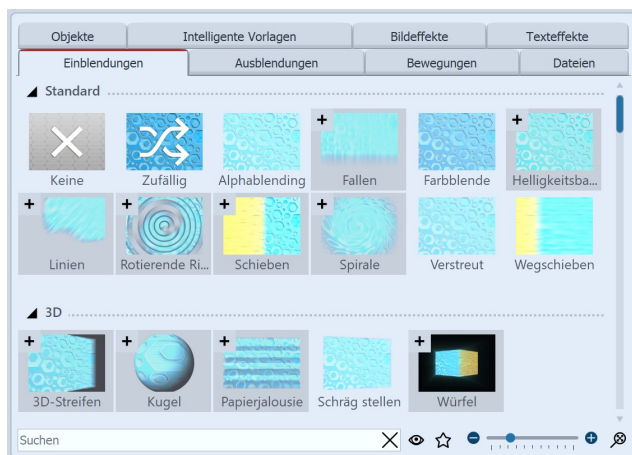 Objekte Intelligente Vorlagen Bildeffekte Texteffekte
Einblendungen Ausblendungen Bewegungen Dateien
Standard
Keine Zufällig Alphablending Fallen Farbblende Helligkeitsba...
Linien Rotierende Ri... Schieben Spirale Verstreut Wegschieben
3D
3D-Streifen Kugel Papierjalousie Schräg stellen Würfel
Suchen